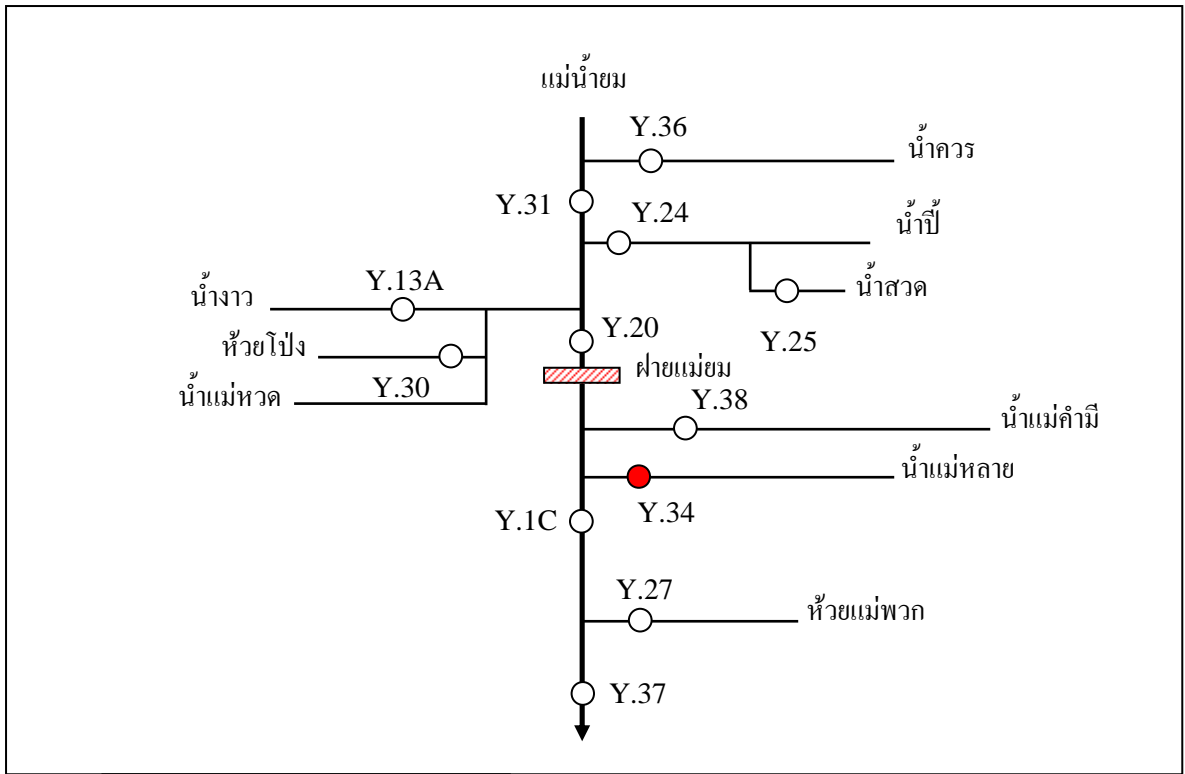 แม่น้ำยม
Y.36
น้ำควร
Y.31
Y.24
น้ำปี้
Y.13A
น้ำงาว
น้ำสวด
Y.20
Y.25
ห้วยโป่ง
ฝายแม่ยม
Y.30
น้ำแม่หวด
Y.38
น้ำแม่คำมี
น้ำแม่หลาย
Y.34
Y.1C
Y.27
ห้วยแม่พวก
Y.37